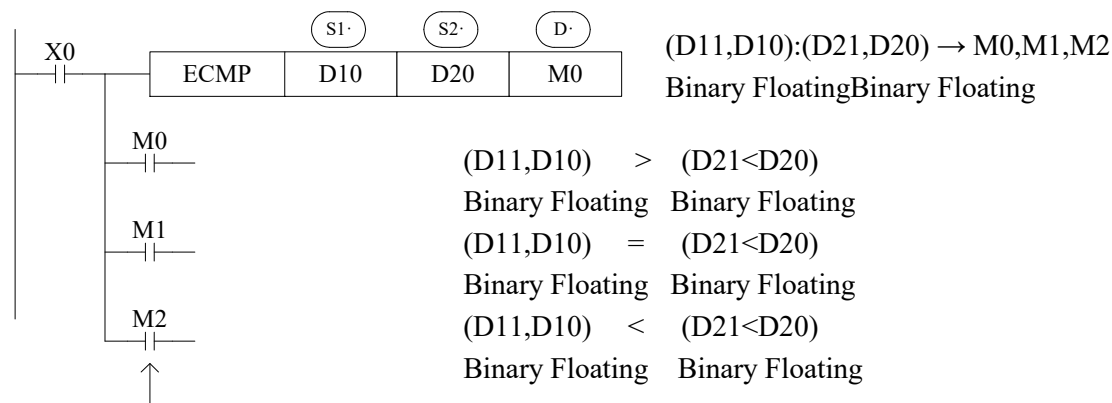 S1· S2· D·
X0
ECMP D10 D20 M0
(D11,D10):(D21,D20) → M0,M1,M2
Binary FloatingBinary Floating
M0
(D11,D10) > (D21<D20)
Binary Floating Binary Floating
M1
(D11,D10) = (D21<D20)
Binary Floating Binary Floating
M2
(D11,D10) < (D21<D20)
Binary Floating Binary Floating